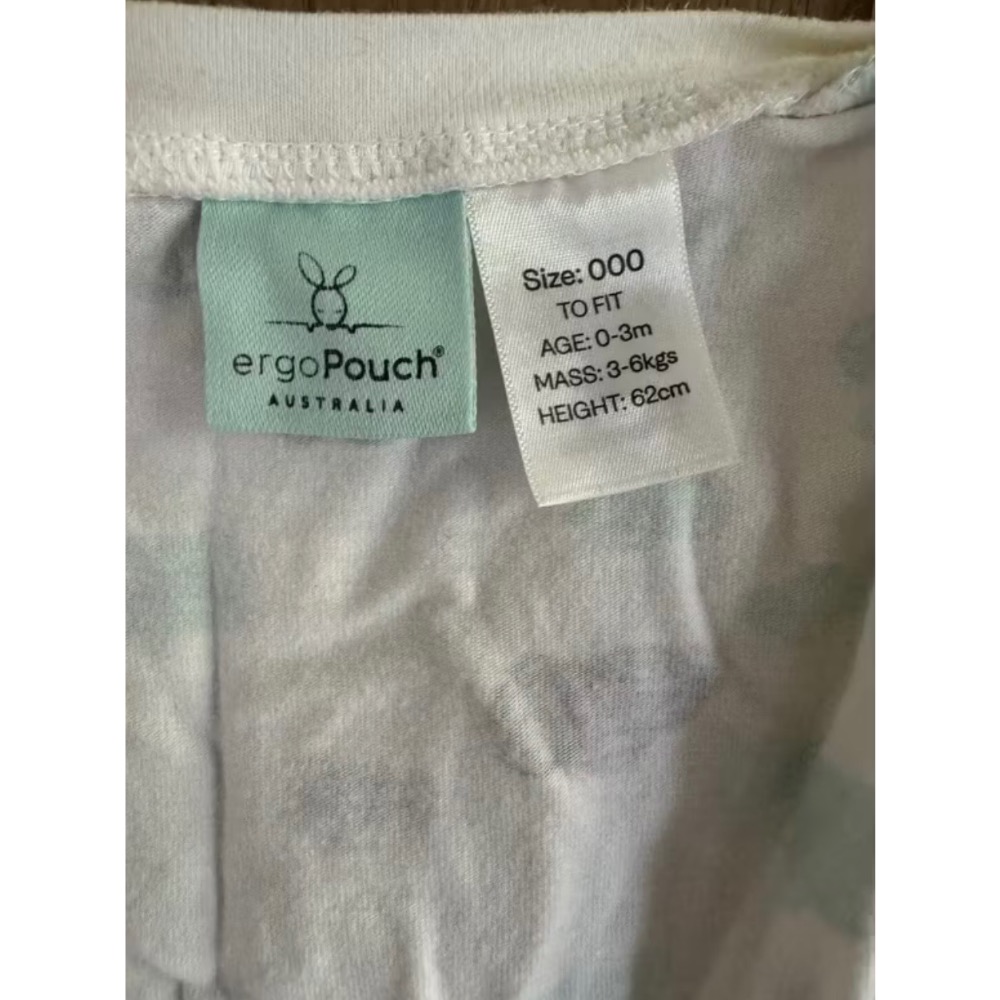 ergoPouch®
AUSTRALIA
Size: 000
TO FIT
AGE: 0-3m
MASS: 3-6kgs
HEIGHT: 62cm